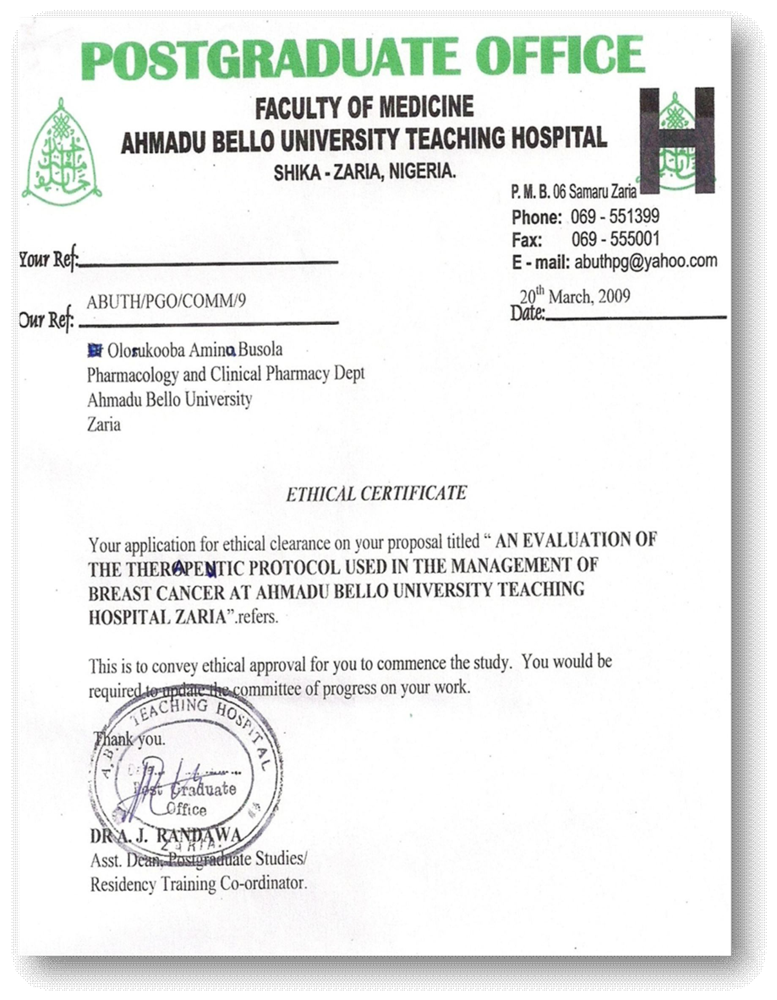 POSTGRADUATE OFFICE
FACULTY OF MEDICINE
AHMADU BELLO UNIVERSITY TEACHING HOSPITAL
SHIKA - ZARIA, NIGERIA.
P. M. B. 06 Samaru Zaria
Phone: 069 - 551399
Fax: 069 - 555001
E - mail: abuthpg@yahoo.com
Your Ref:
ABUTH/PGO/COMM/9
Our Ref:
20th March, 2009
Date:
Olorukooba Amina Busola
Pharmacology and Clinical Pharmacy Dept
Ahmadu Bello University
Zaria
ETHICAL CERTIFICATE
Your application for ethical clearance on your proposal titled “ AN EVALUATION OF
THE THERAPEUTIC PROTOCOL USED IN THE MANAGEMENT OF
BREAST CANCER AT AHMADU BELLO UNIVERSITY TEACHING
HOSPITAL ZARIA”.refers.
This is to convey ethical approval for you to commence the study. You would be
required to update the committee of progress on your work.
Thank you.
A.B. TEACHING HOSPITAL
Date
Post Graduate
Office
ZARIA.
DR A. J. RANDAWA
Asst. Dean, Postgraduate Studies/
Residency Training Co-ordinator.